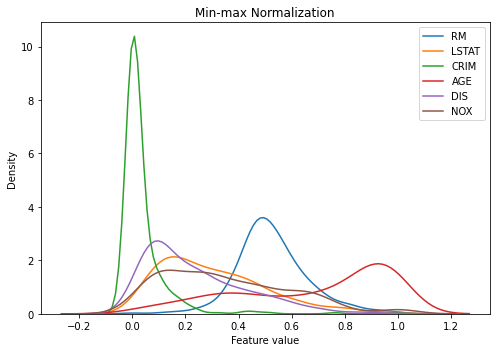 Min-max Normalization
RM
LSTAT
CRIM
AGE
DIS
NOX
10
8
6
4
2
0
Density
−0.2 0.0 0.2 0.4 0.6 0.8 1.0 1.2
Feature value